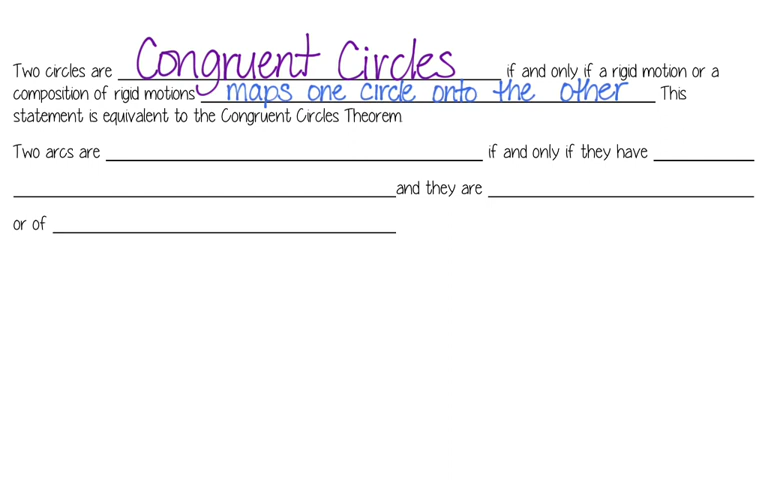 Two circles are Congruent Circles if and only if a rigid motion or a
composition of rigid motions maps one circle onto the other This
statement is equivalent to the Congruent Circles Theorem.
Two arcs are if and only if they have
and they are
or of